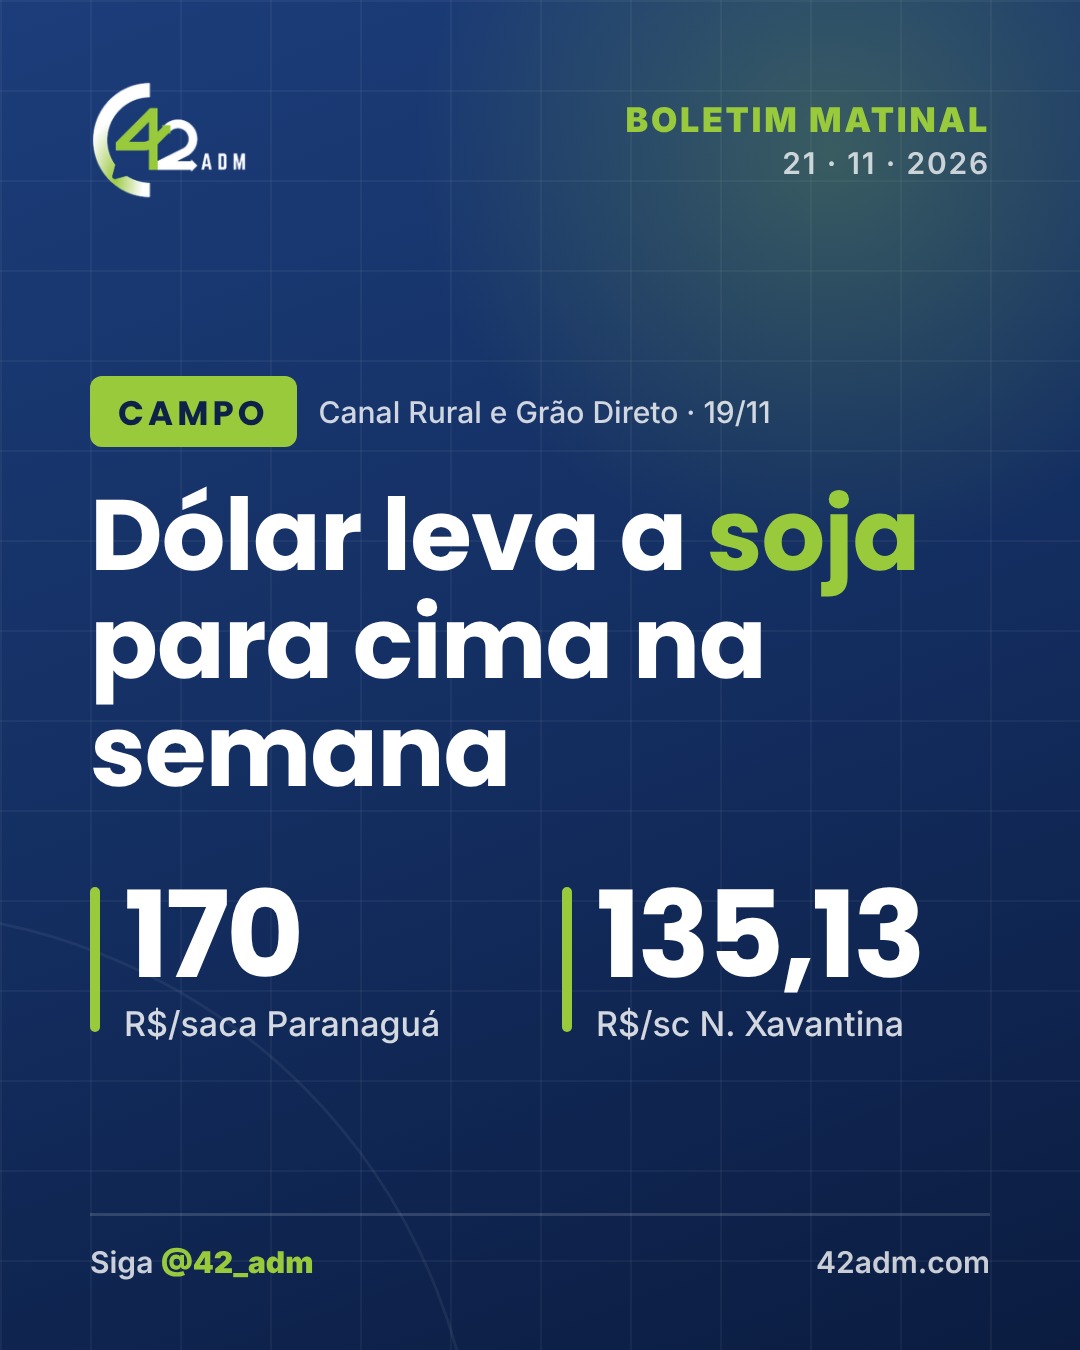 42 ADM
BOLETIM MATINAL
21 · 11 · 2026
CAMPO
Canal Rural e Grão Direto · 19/11
Dólar leva a soja
para cima na
semana
170
R$/saca Paranaguá
135,13
R$/sc N. Xavantina
Siga @42_adm
42adm.com